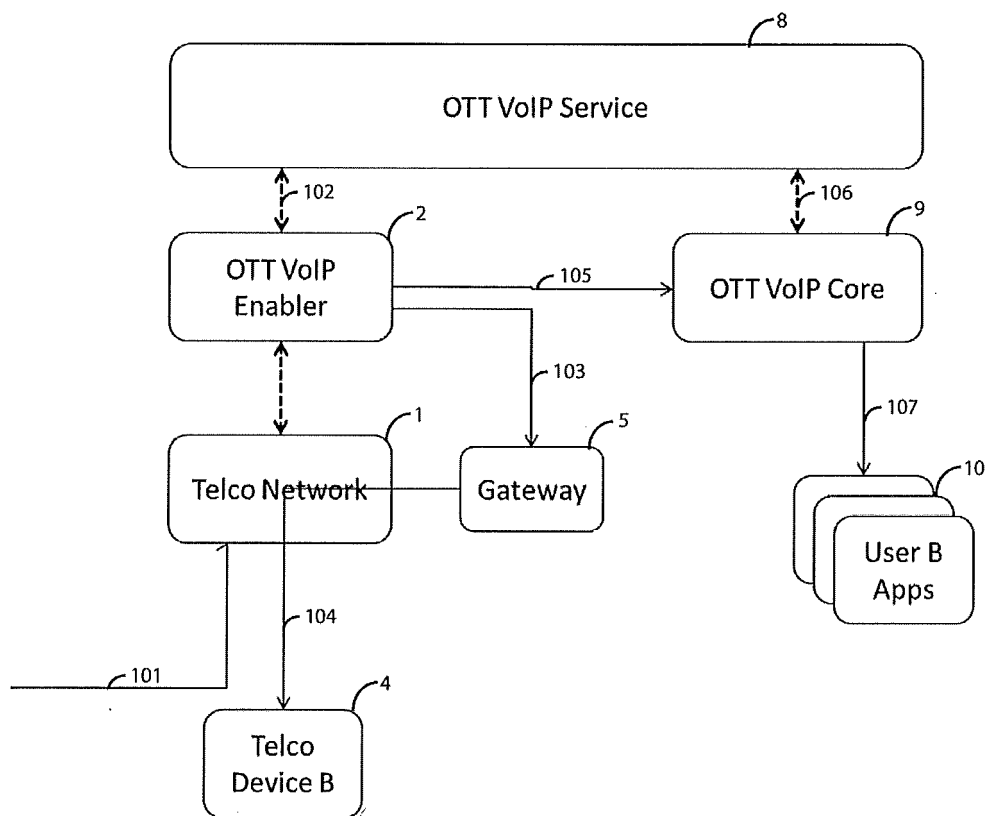 8
OTT VoIP Service
102
106
2
9
OTT VoIP
Enabler
105
OTT VoIP Core
103
107
1
5
10
Telco Network
Gateway
User B
Apps
104
101
4
Telco
Device B